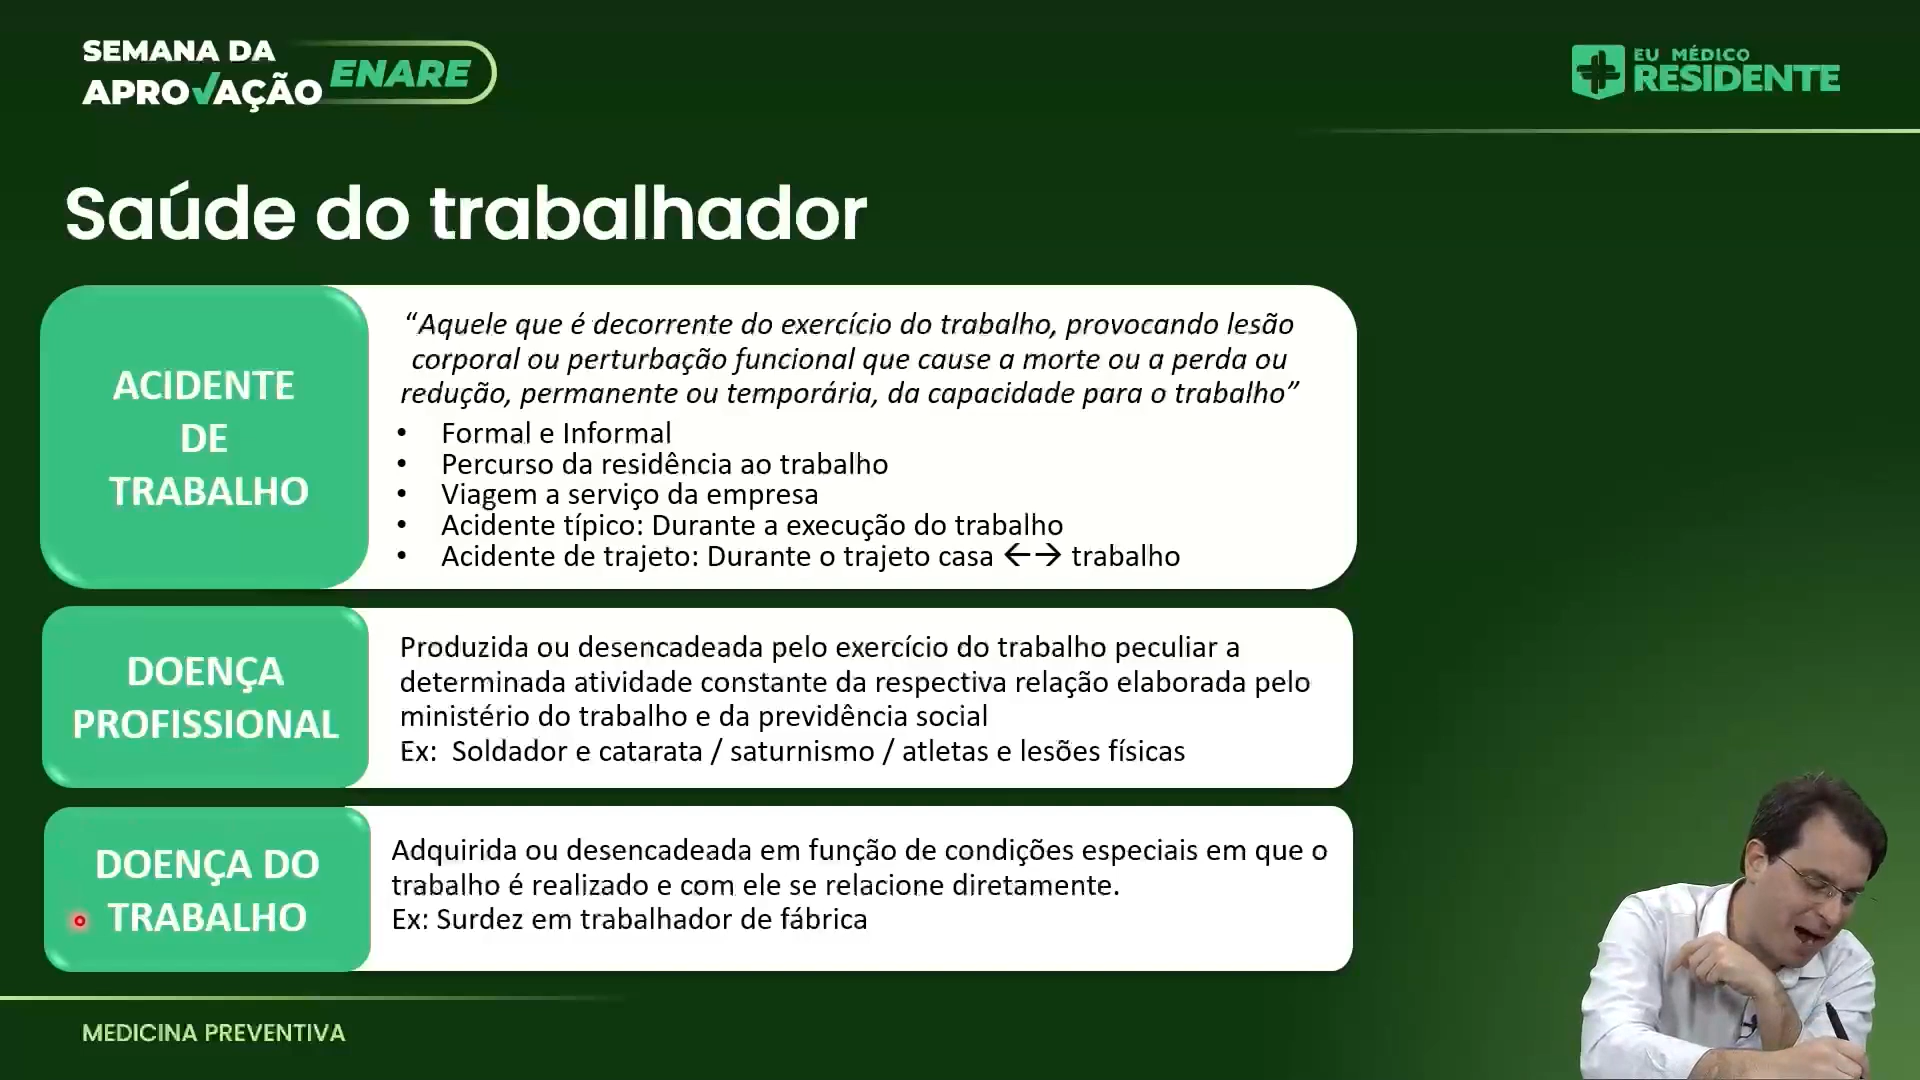 SEMANA DA
APROVAÇÃO ENARE
EU MÉDICO
RESIDENTE
Saúde do trabalhador
ACIDENTE
DE
TRABALHO
“Aquele que é decorrente do exercício do trabalho, provocando lesão
corporal ou perturbação funcional que cause a morte ou a perda ou
redução, permanente ou temporária, da capacidade para o trabalho”
• Formal e Informal
• Percurso da residência ao trabalho
• Viagem a serviço da empresa
• Acidente típico: Durante a execução do trabalho
• Acidente de trajeto: Durante o trajeto casa ←→ trabalho
DOENÇA
PROFISSIONAL
Produzida ou desencadeada pelo exercício do trabalho peculiar a
determinada atividade constante da respectiva relação elaborada pelo
ministério do trabalho e da previdência social
Ex: Soldador e catarata / saturnismo / atletas e lesões físicas
DOENÇA DO
TRABALHO
Adquirida ou desencadeada em função de condições especiais em que o
trabalho é realizado e com ele se relacione diretamente.
Ex: Surdez em trabalhador de fábrica
MEDICINA PREVENTIVA